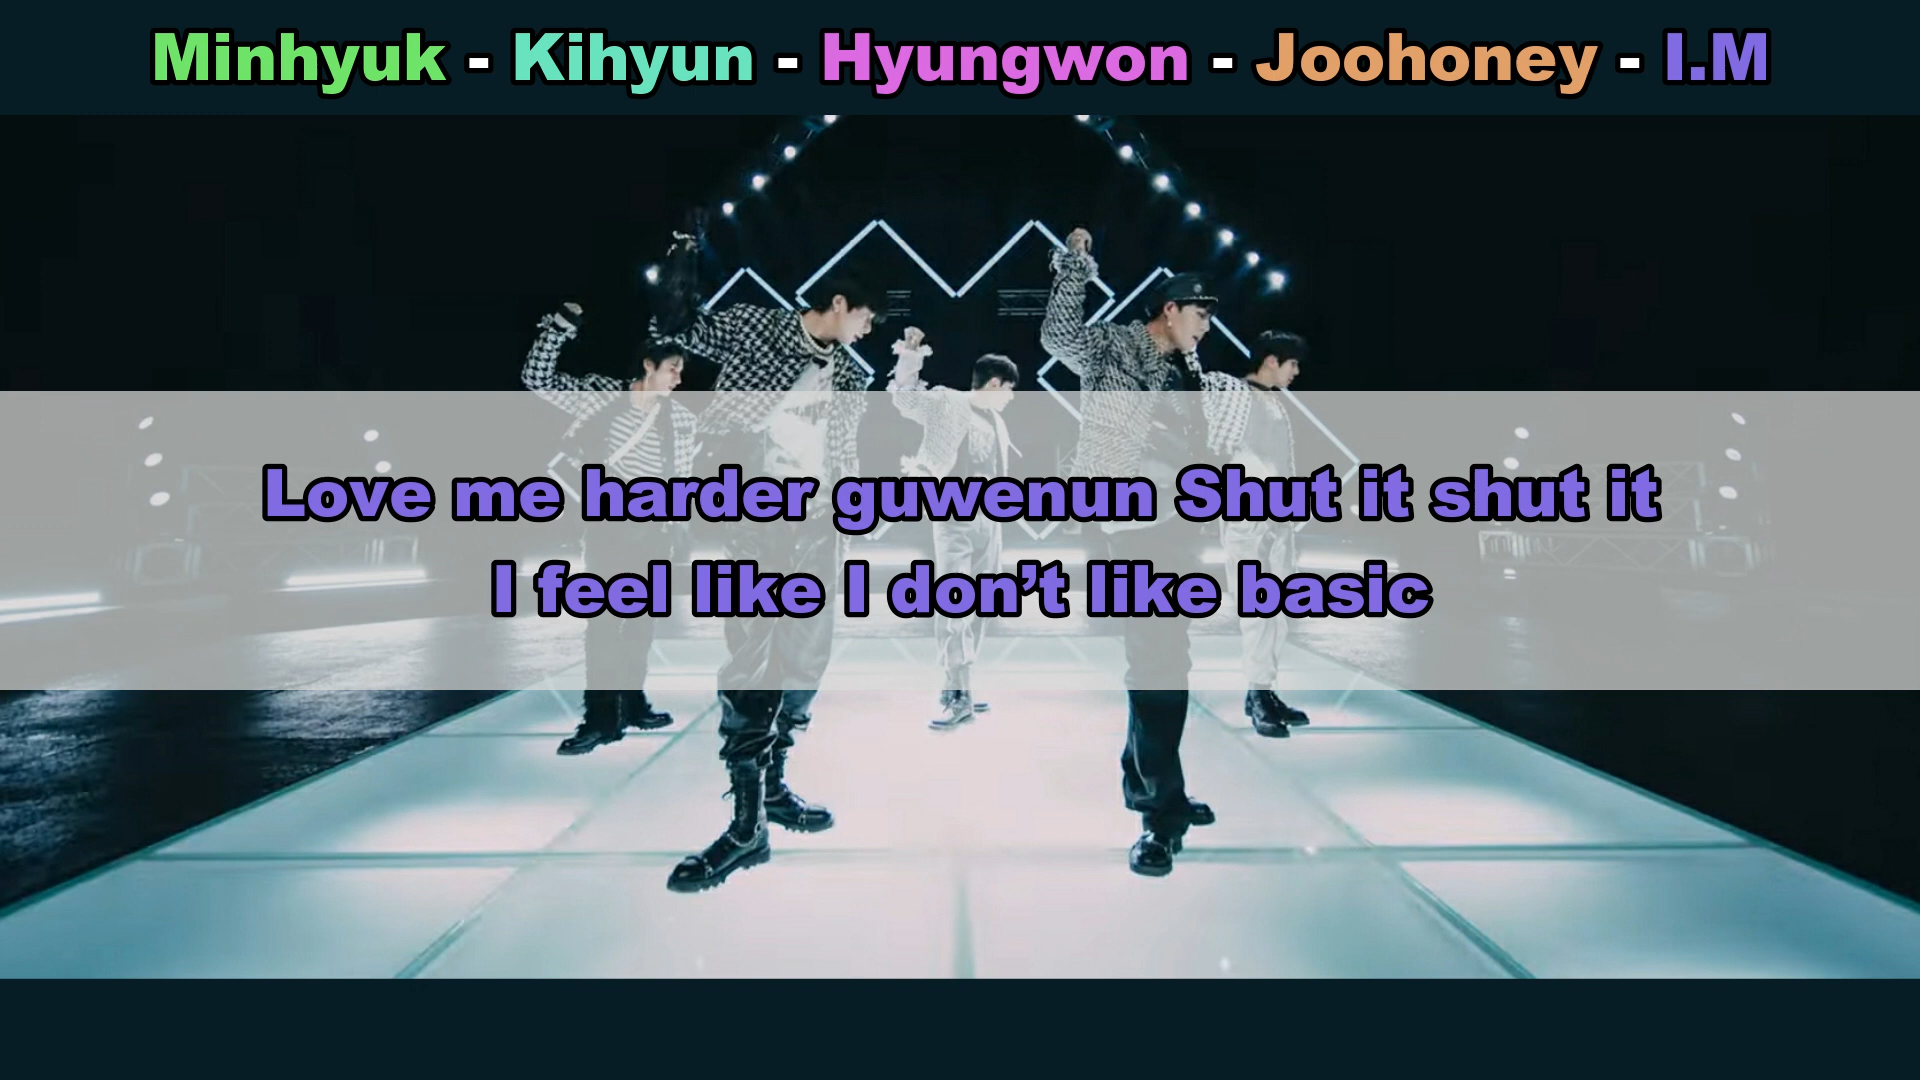 Minhyuk - Kihyun - Hyungwon - Joohoney - I.M
Love me harder guwenun Shut it shut it
I feel like I don’t like basic